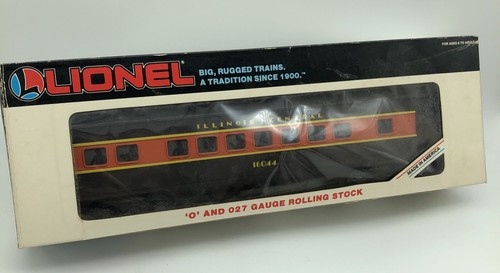 LIONEL
BIG, RUGGED TRAINS.
A TRADITION SINCE 1900.™
ILLINOIS CENTRAL
16044
MADE IN AMERICA
'O' AND 027 GAUGE ROLLING STOCK